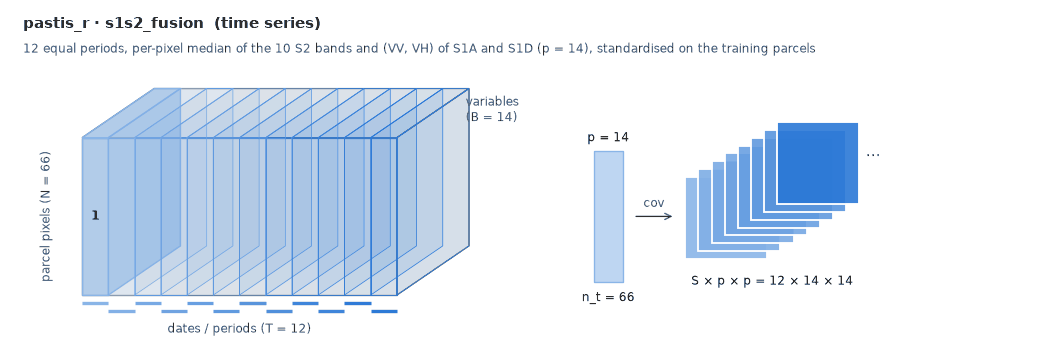 pastis_r · s1s2_fusion  (time series)
12 equal periods, per-pixel median of the 10 S2 bands and (VV, VH) of S1A and S1D (p = 14), standardised on the training parcels
variables
(B = 14)
parcel pixels (N = 66)
1
dates / periods (T = 12)
p = 14
n_t = 66
cov
...
S × p × p = 12 × 14 × 14